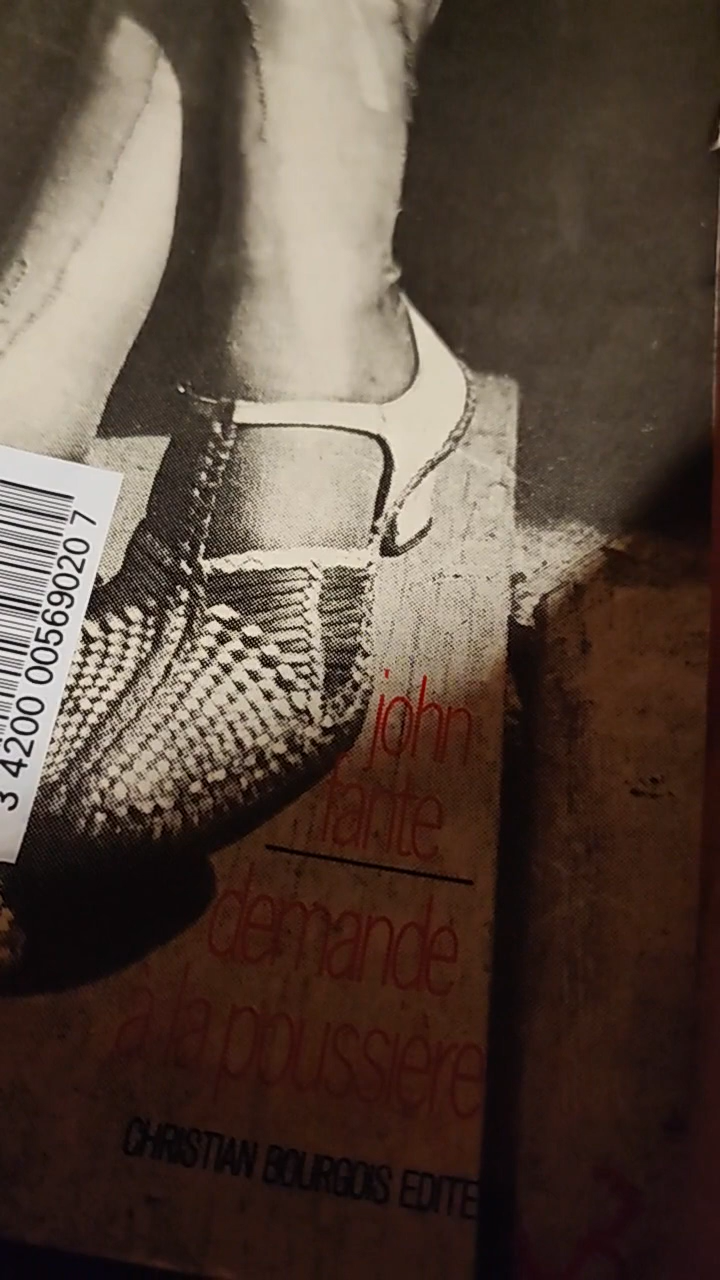 3 4200 00569020 7
john
fante
demande
à la poussière
CHRISTIAN BOURGOIS EDITE